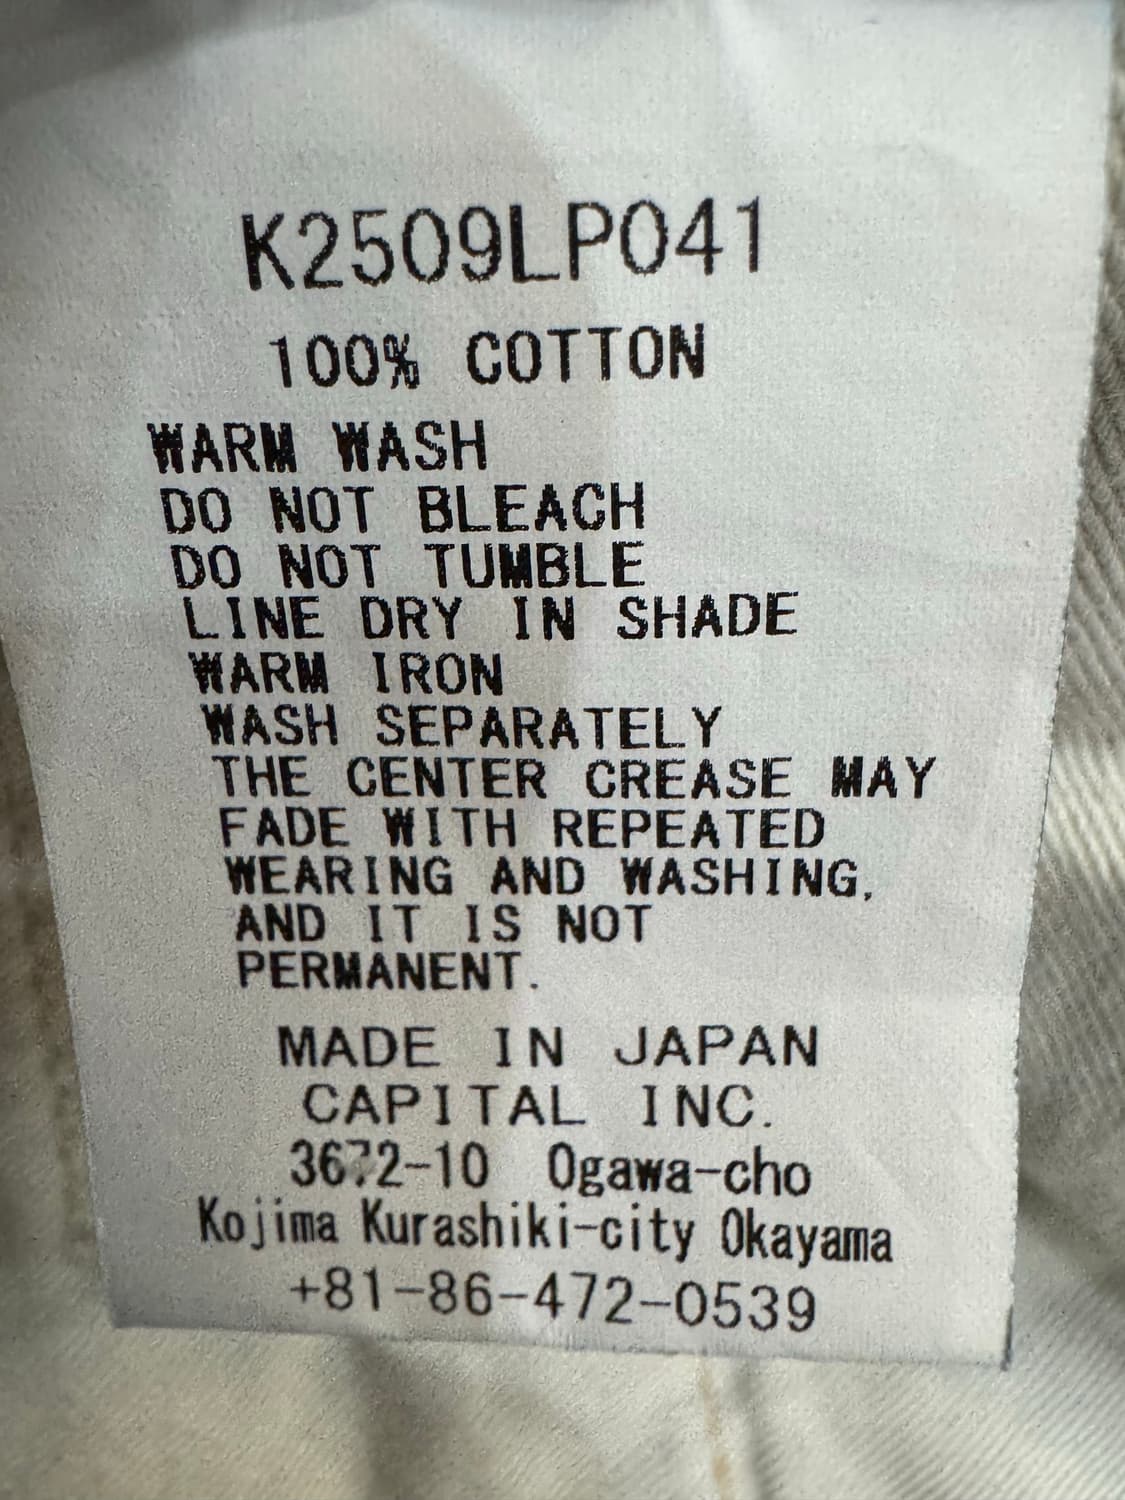 K2509LP041
100% COTTON
WARM WASH
DO NOT BLEACH
DO NOT TUMBLE
LINE DRY IN SHADE
WARM IRON
WASH SEPARATELY
THE CENTER CREASE MAY
FADE WITH REPEATED
WEARING AND WASHING,
AND IT IS NOT
PERMANENT.
MADE IN JAPAN
CAPITAL INC.
3672-10 Ogawa-cho
Kojima Kurashiki-city Okayama
+81-86-472-0539